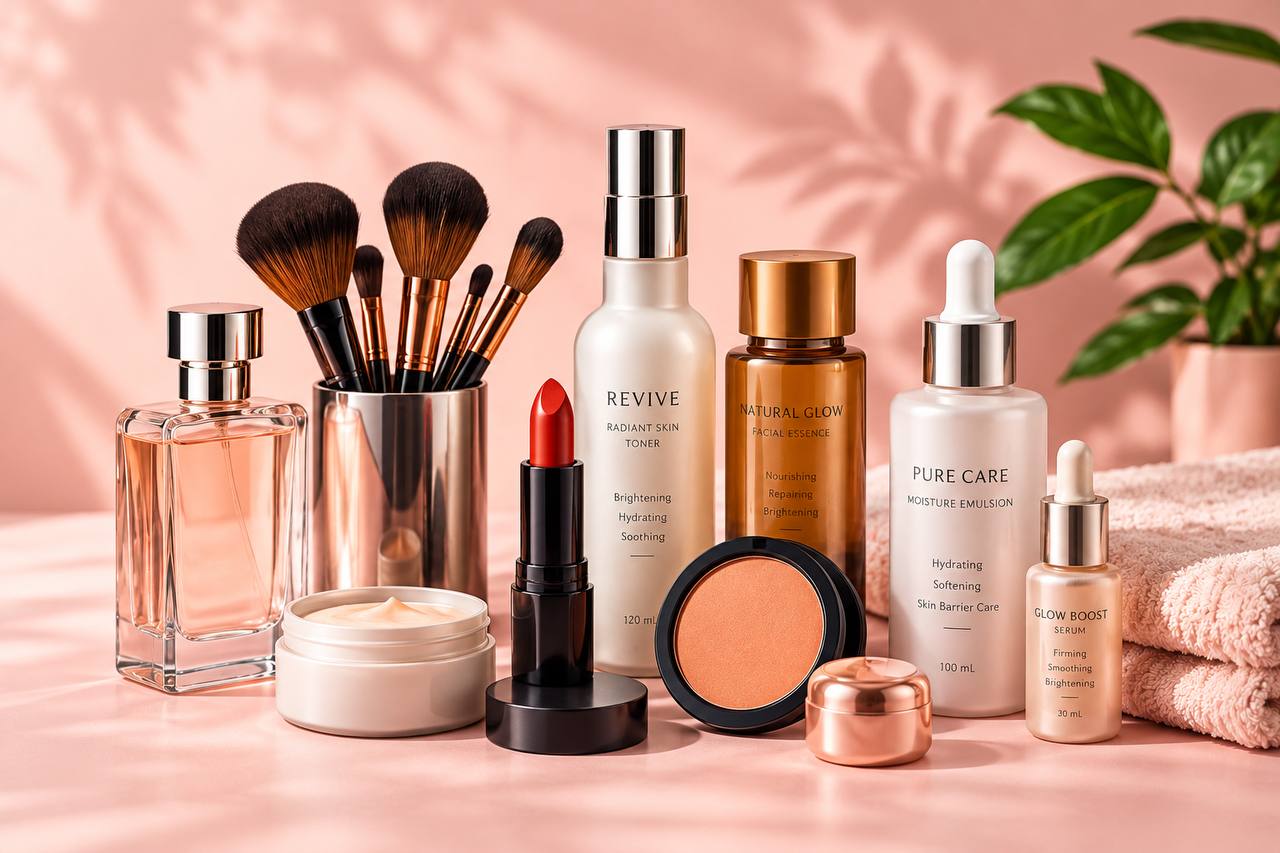 REVIVE
RADIANT SKIN
TONER
Brightening
Hydrating
Soothing
120 mL
NATURAL GLOW
FACIAL ESSENCE
Nourishing
Repairing
Brightening
PURE CARE
MOISTURE EMULSION
Hydrating
Softening
Skin Barrier Care
100 mL
GLOW BOOST
SERUM
Firming
Smoothing
Brightening
30 mL